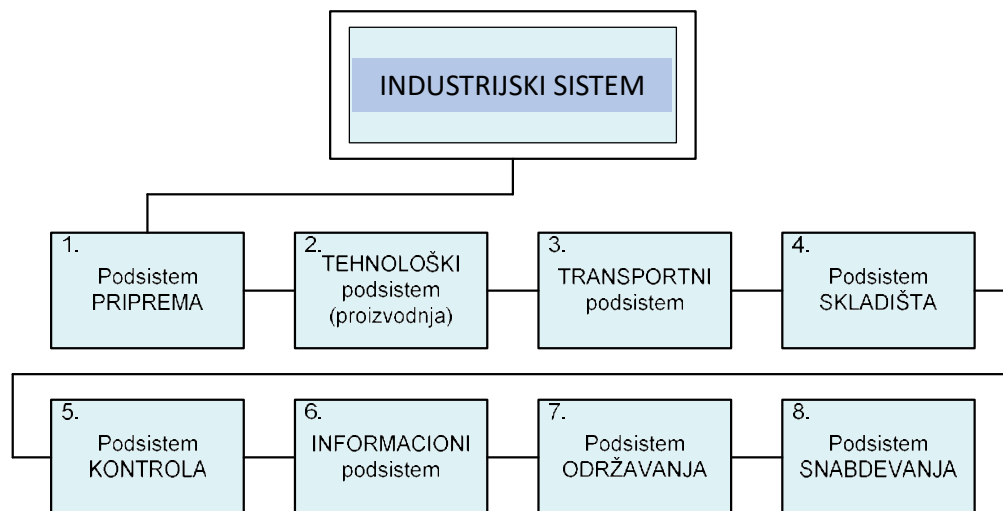 INDUSTRIJSKI SISTEM
1.
Podsistem
PRIPREMA
2.
TEHNOLOŠKI
podsistem
(proizvodnja)
3.
TRANSPORTNI
podsistem
4.
Podsistem
SKLADIŠTA
5.
Podsistem
KONTROLA
6.
INFORMACIONI
podsistem
7.
Podsistem
ODRŽAVANJA
8.
Podsistem
SNABDEVANJA